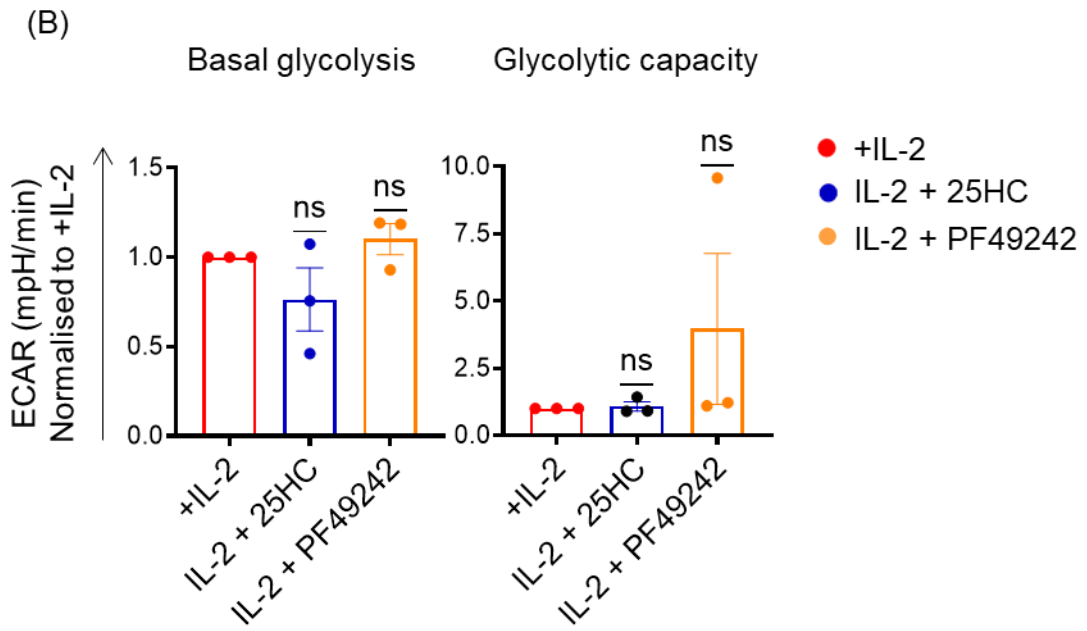 (B)
Basal glycolysis
Glycolytic capacity
ECAR (mpH/min)
Normalised to +IL-2
1.5
1.0
0.5
0.0
ns
ns
+IL-2
IL-2 + 25HC
IL-2 + PF49242
10.0
7.5
5.0
2.5
0.0
ns
ns
+IL-2
IL-2 + 25HC
IL-2 + PF49242
+IL-2
IL-2 + 25HC
IL-2 + PF49242